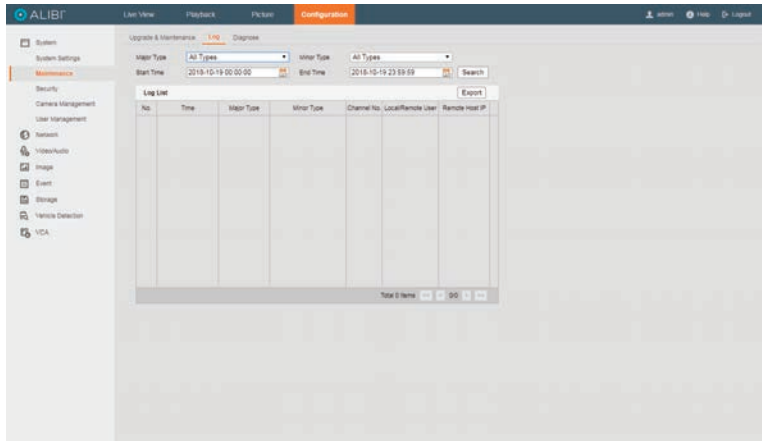 ALIBI Live View Playback Picture Configuration admin Help Logout
System
System Settings
Maintenance
Security
Camera Management
User Management
Network
Video/Audio
Image
Event
Storage
Vehicle Detection
VCA
Upgrade & Maintenance Log Diagnose
Major Type All Types Minor Type All Types
Start Time 2018-10-19 00:00:00 End Time 2018-10-19 23:59:59 Search
Log List Export
No. Time Major Type Minor Type Channel No. Local/Remote User Remote Host IP
Total 0 Items << < 0/0 > >>